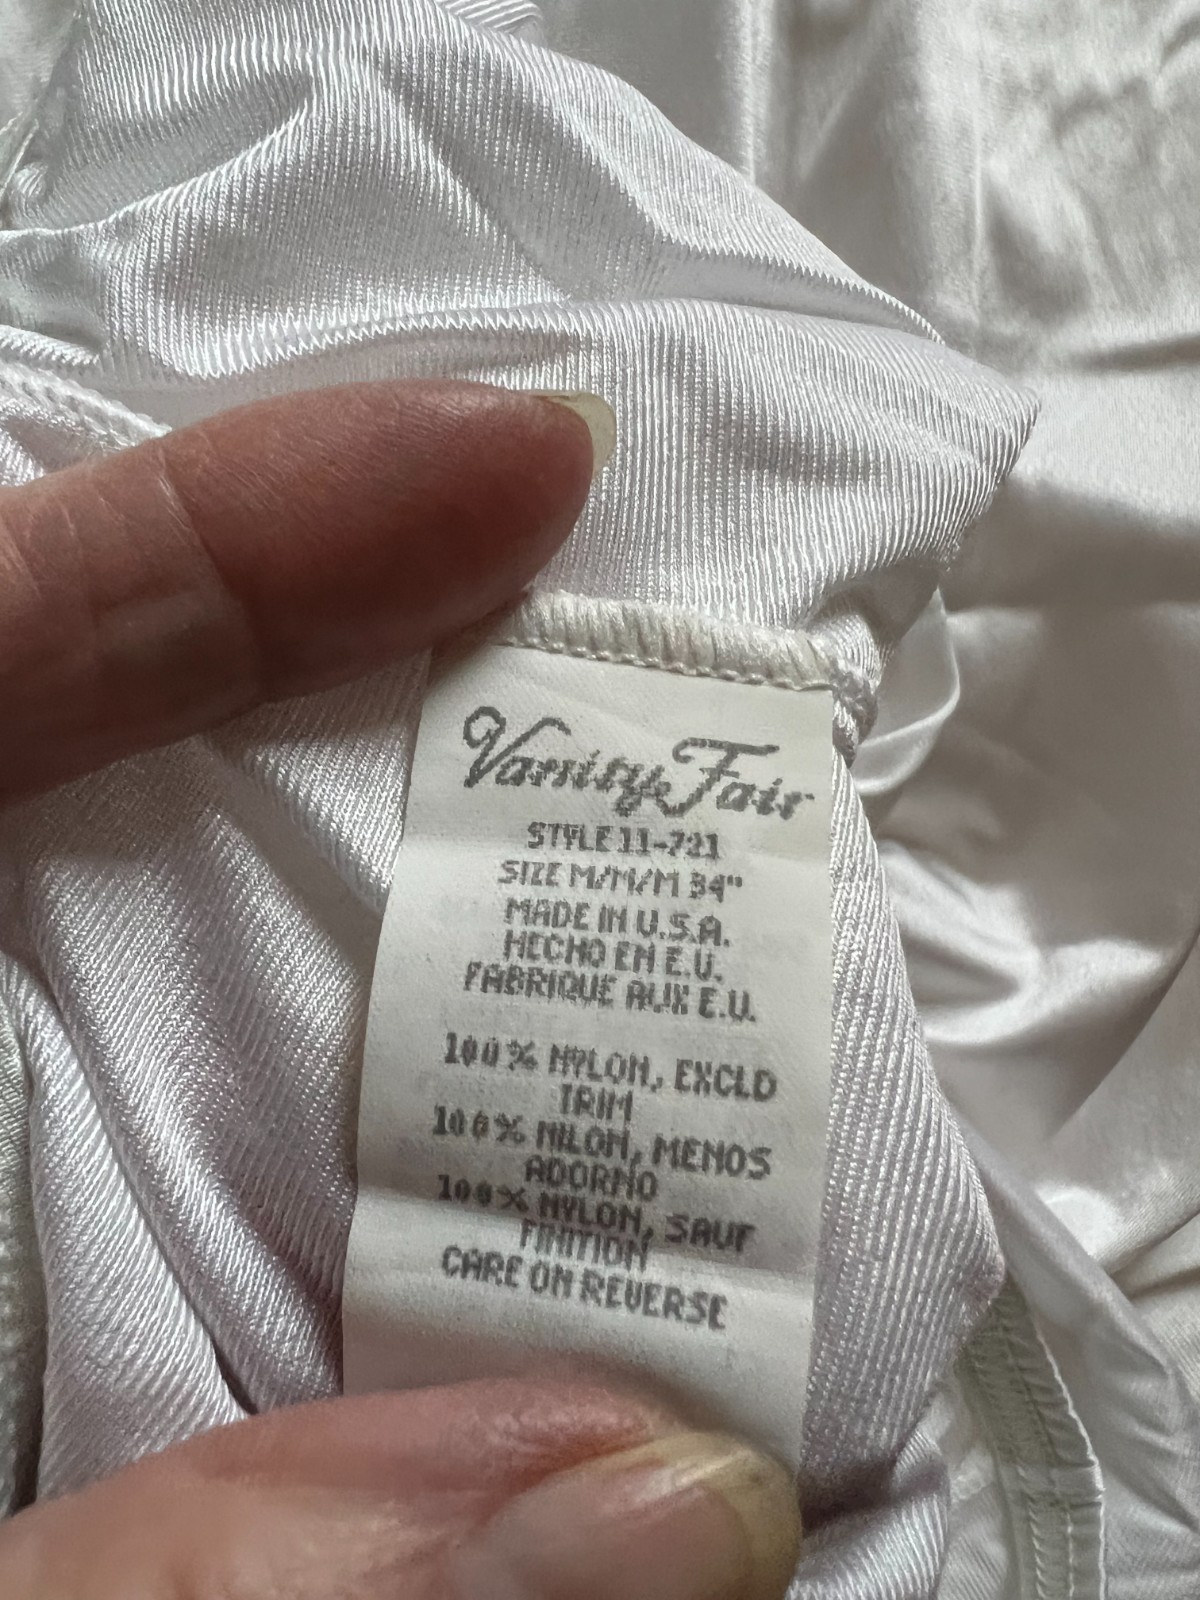 Vanity Fair
STYLE 11-721
SIZE M/M/M 34"
MADE IN U.S.A.
HECHO EN E.U.
FABRIQUE AUX E.U.
100% NYLON, EXCLD
TRIM
100% NILON, MENOS
ADORNO
100% NYLON, SAUF
FINITION
CARE ON REVERSE